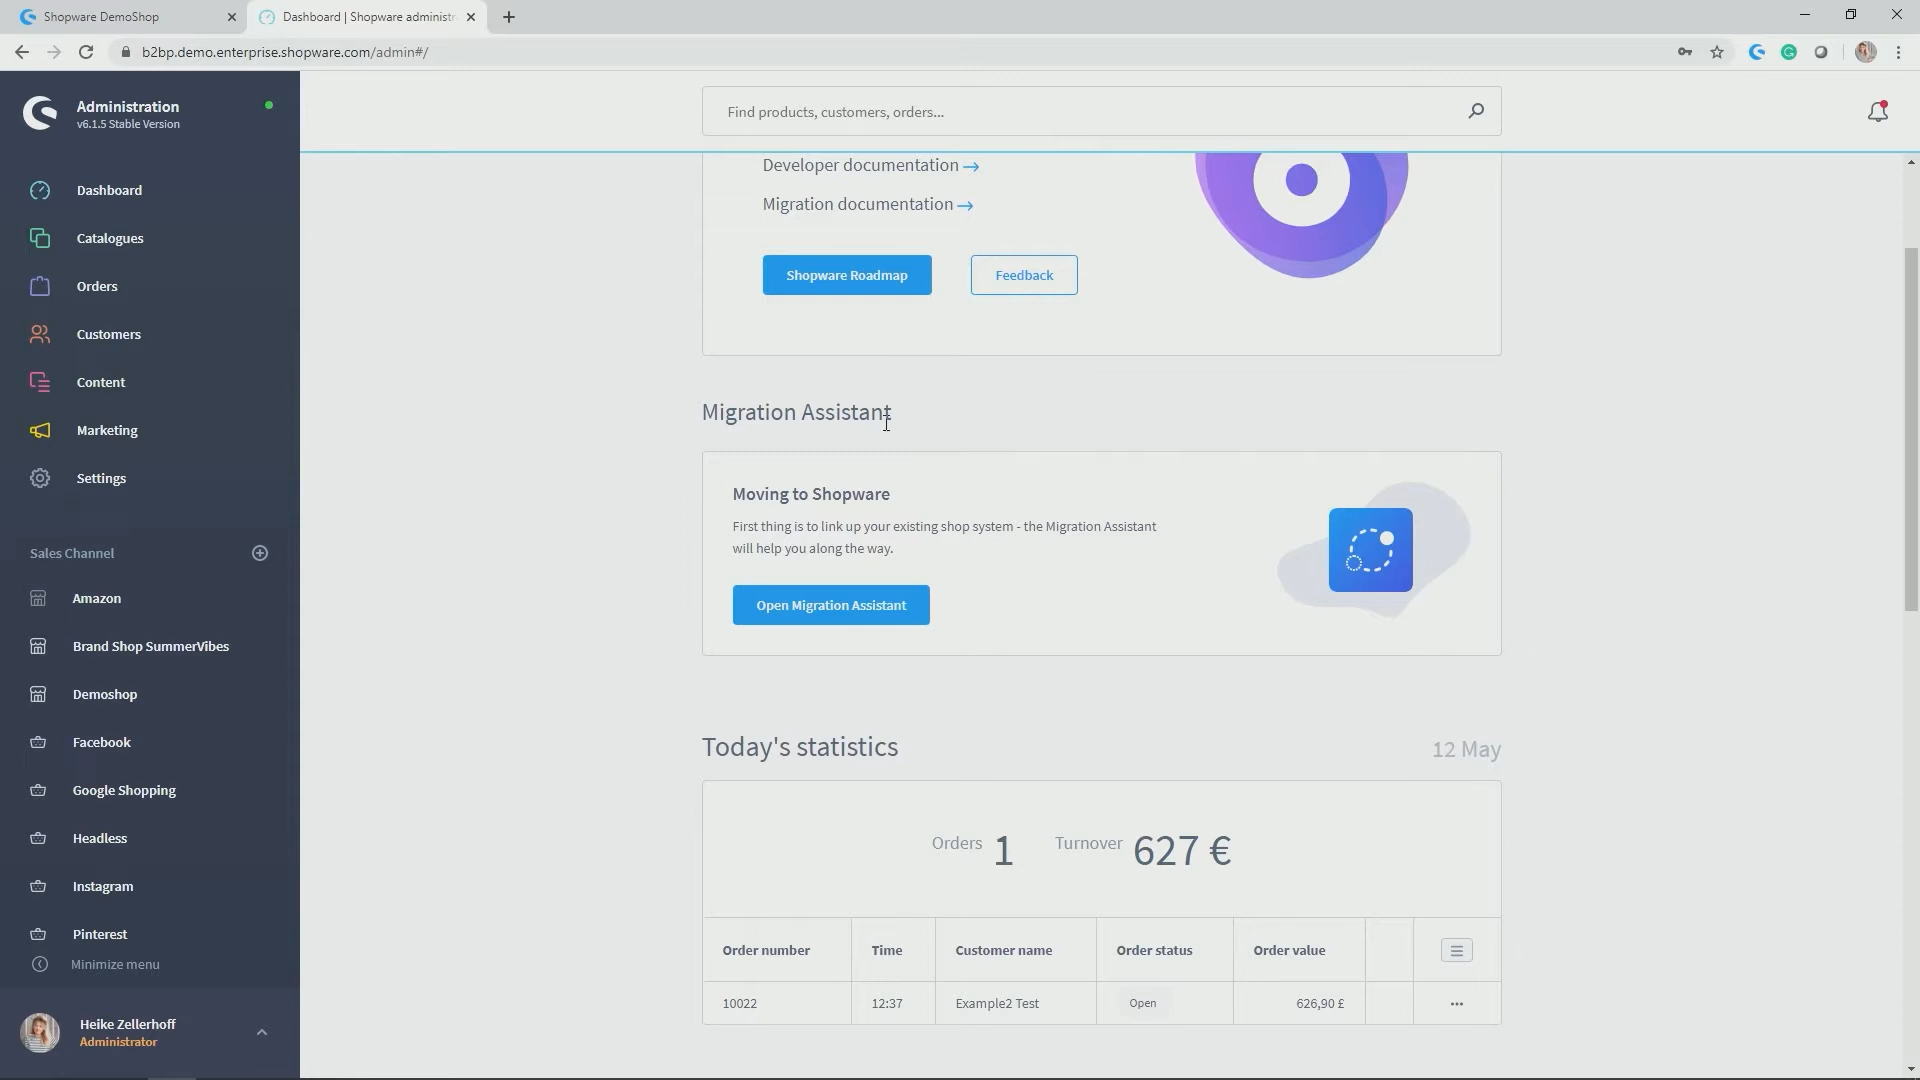 Shopware DemoShop
Dashboard | Shopware administr
b2bp.demo.enterprise.shopware.com/admin#/
Administration
v6.1.5 Stable Version
Dashboard
Catalogues
Orders
Customers
Content
Marketing
Settings
Sales Channel
Amazon
Brand Shop SummerVibes
Demoshop
Facebook
Google Shopping
Headless
Instagram
Pinterest
Minimize menu
Heike Zellerhoff
Administrator
Find products, customers, orders...
Developer documentation →
Migration documentation →
Shopware Roadmap
Feedback
Migration Assistant
Moving to Shopware
First thing is to link up your existing shop system - the Migration Assistant
will help you along the way.
Open Migration Assistant
Today's statistics
12 May
Orders 1 Turnover 627 €
Order number Time Customer name Order status Order value
10022 12:37 Example2 Test Open 626,90 £